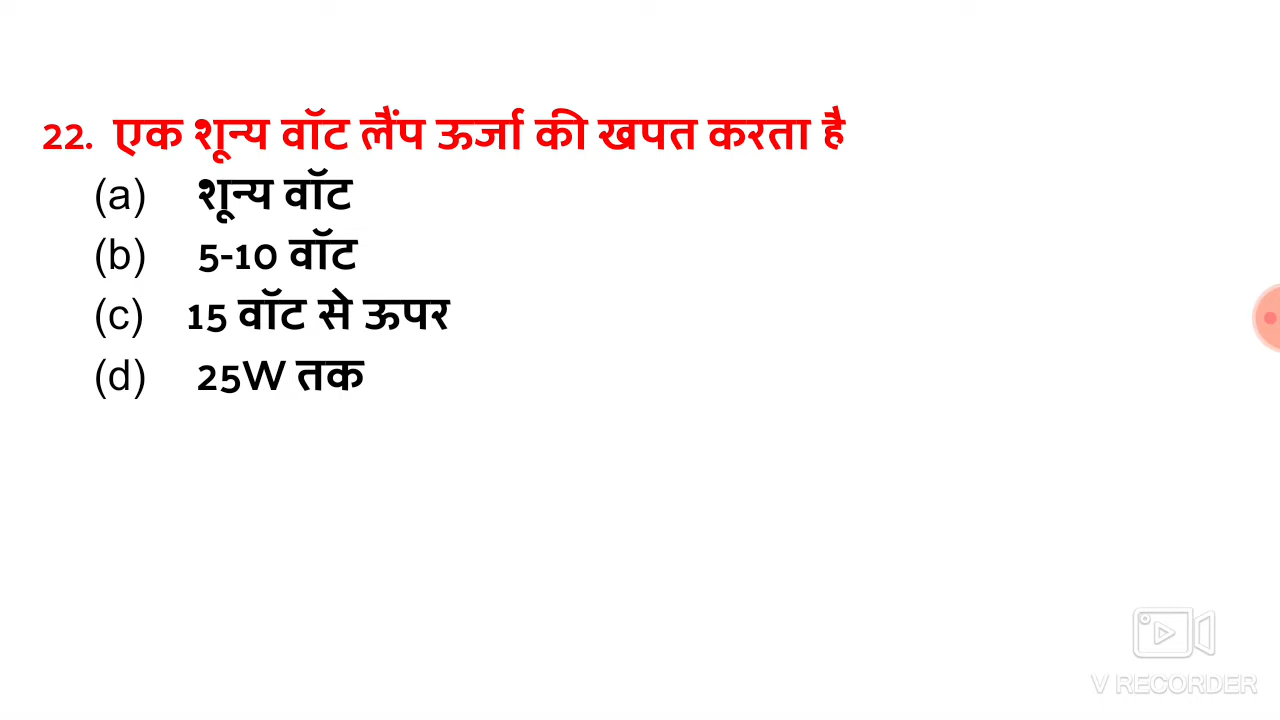 22. एक शून्य वॉट लैंप ऊर्जा की खपत करता है
(a) शून्य वॉट
(b) 5-10 वॉट
(c) 15 वॉट से ऊपर
(d) 25W तक
V RECORDER